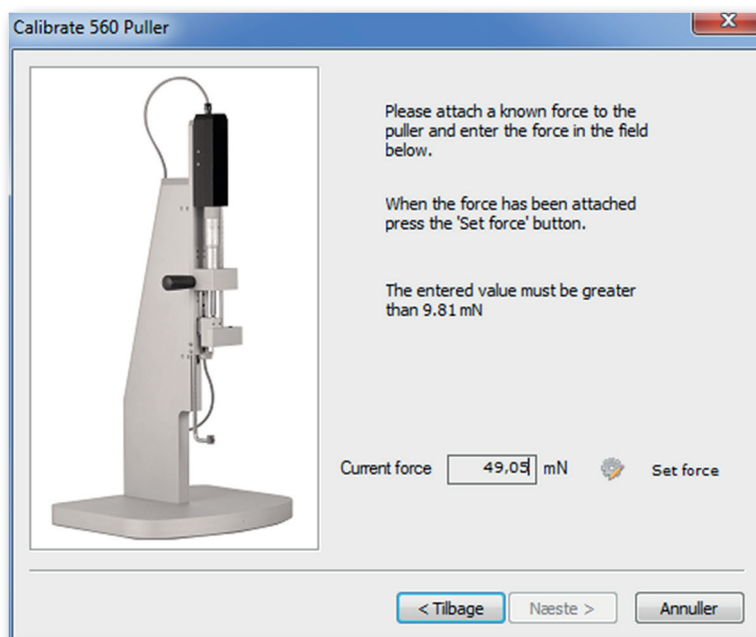 Calibrate 560 Puller
Please attach a known force to the
puller and enter the force in the field
below.
When the force has been attached
press the 'Set force' button.
The entered value must be greater
than 9.81 mN
Current force 49,05 mN Set force
< Tilbage Næste > Annuller